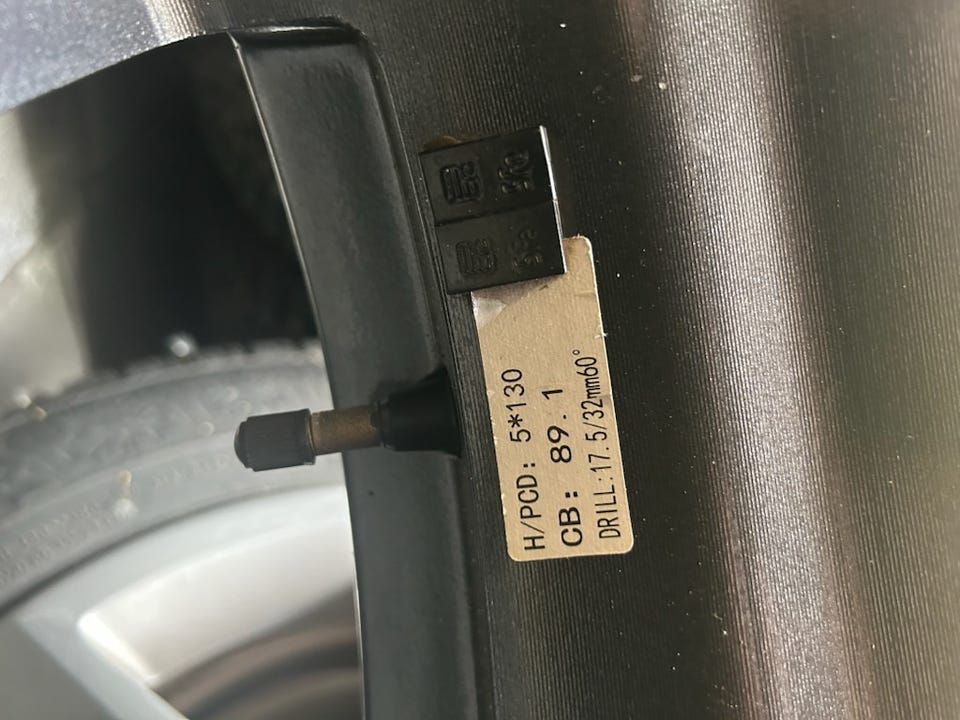 H/PCD: 5*130
CB: 89.1
DRILL:17.5/32mm60°